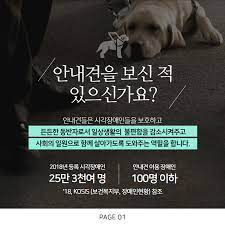 안내견을 보신 적
있으신가요?
안내견들은 시각장애인들을 보호하고
든든한 동반자로서 일상생활의 불편함을 감소시켜주고
사회의 일원으로 함께 살아가도록 도와주는 역할을 합니다.
2018년 등록 시각장애인
25만 3천여 명
안내견 이용 장애인
100명 이하
'18, KOSIS (보건복지부, 장애인현황) 참조
PAGE 01